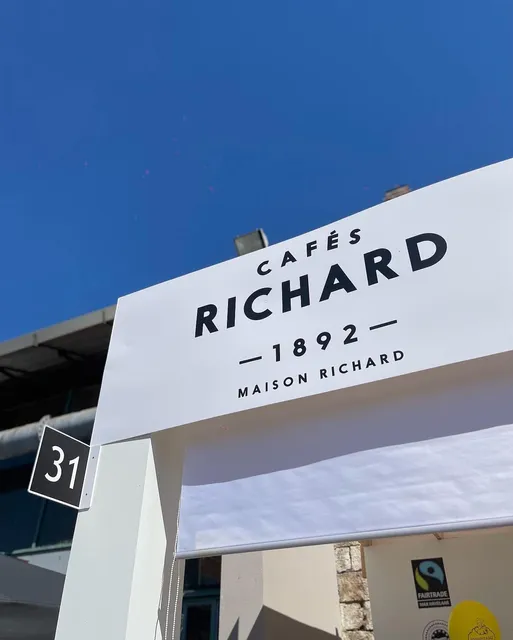 CAFÉS
RICHARD
— 1892 —
MAISON RICHARD
31
FAIRTRADE